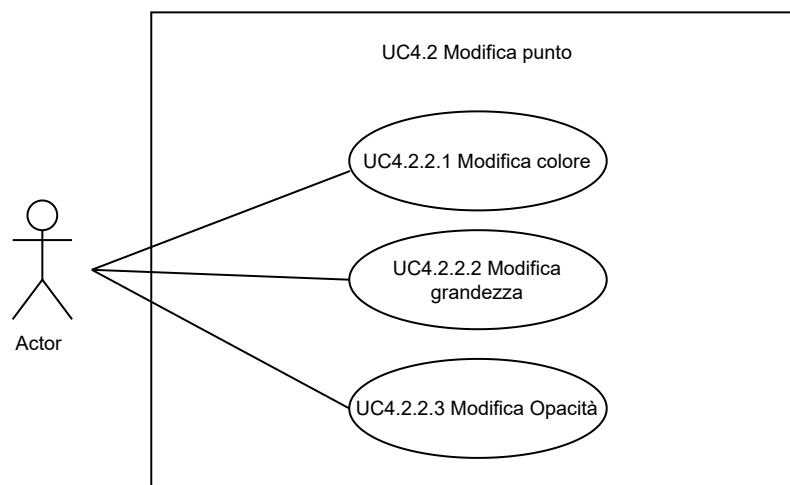 UC4.2 Modifica punto
UC4.2.2.1 Modifica colore
UC4.2.2.2 Modifica
grandezza
Actor
UC4.2.2.3 Modifica Opacità